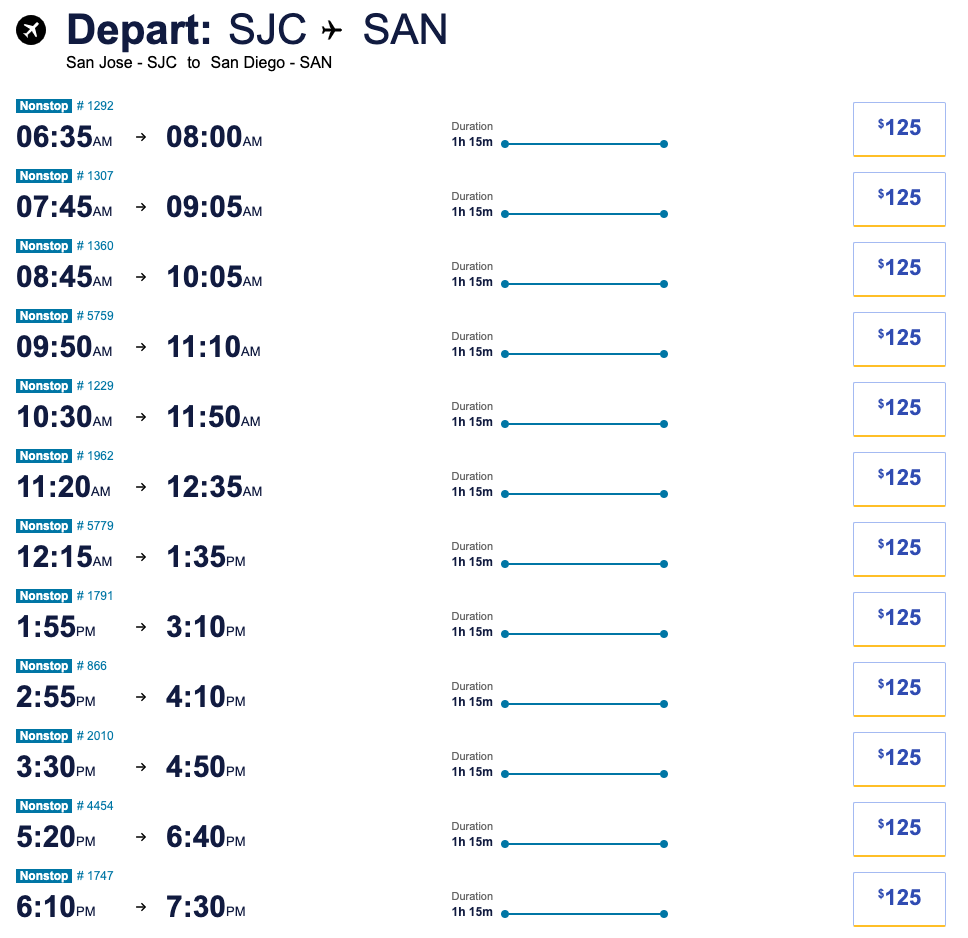 Depart: SJC SAN
San Jose - SJC to San Diego - SAN
Nonstop # 1292
06:35AM → 08:00AM Duration 1h 15m $125
Nonstop # 1307
07:45AM → 09:05AM Duration 1h 15m $125
Nonstop # 1360
08:45AM → 10:05AM Duration 1h 15m $125
Nonstop # 5759
09:50AM → 11:10AM Duration 1h 15m $125
Nonstop # 1229
10:30AM → 11:50AM Duration 1h 15m $125
Nonstop # 1962
11:20AM → 12:35AM Duration 1h 15m $125
Nonstop # 5779
12:15AM → 1:35PM Duration 1h 15m $125
Nonstop # 1791
1:55PM → 3:10PM Duration 1h 15m $125
Nonstop # 866
2:55PM → 4:10PM Duration 1h 15m $125
Nonstop # 2010
3:30PM → 4:50PM Duration 1h 15m $125
Nonstop # 4454
5:20PM → 6:40PM Duration 1h 15m $125
Nonstop # 1747
6:10PM → 7:30PM Duration 1h 15m $125